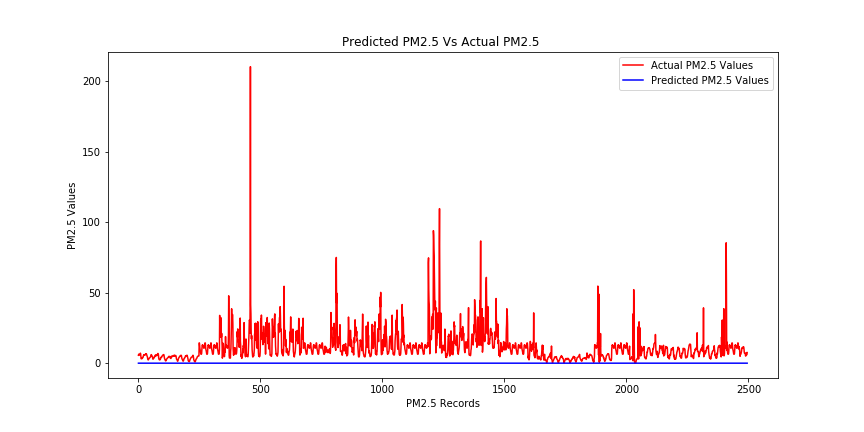 Predicted PM2.5 Vs Actual PM2.5
Actual PM2.5 Values
Predicted PM2.5 Values
PM2.5 Values
200
150
100
50
0
0 500 1000 1500 2000 2500
PM2.5 Records